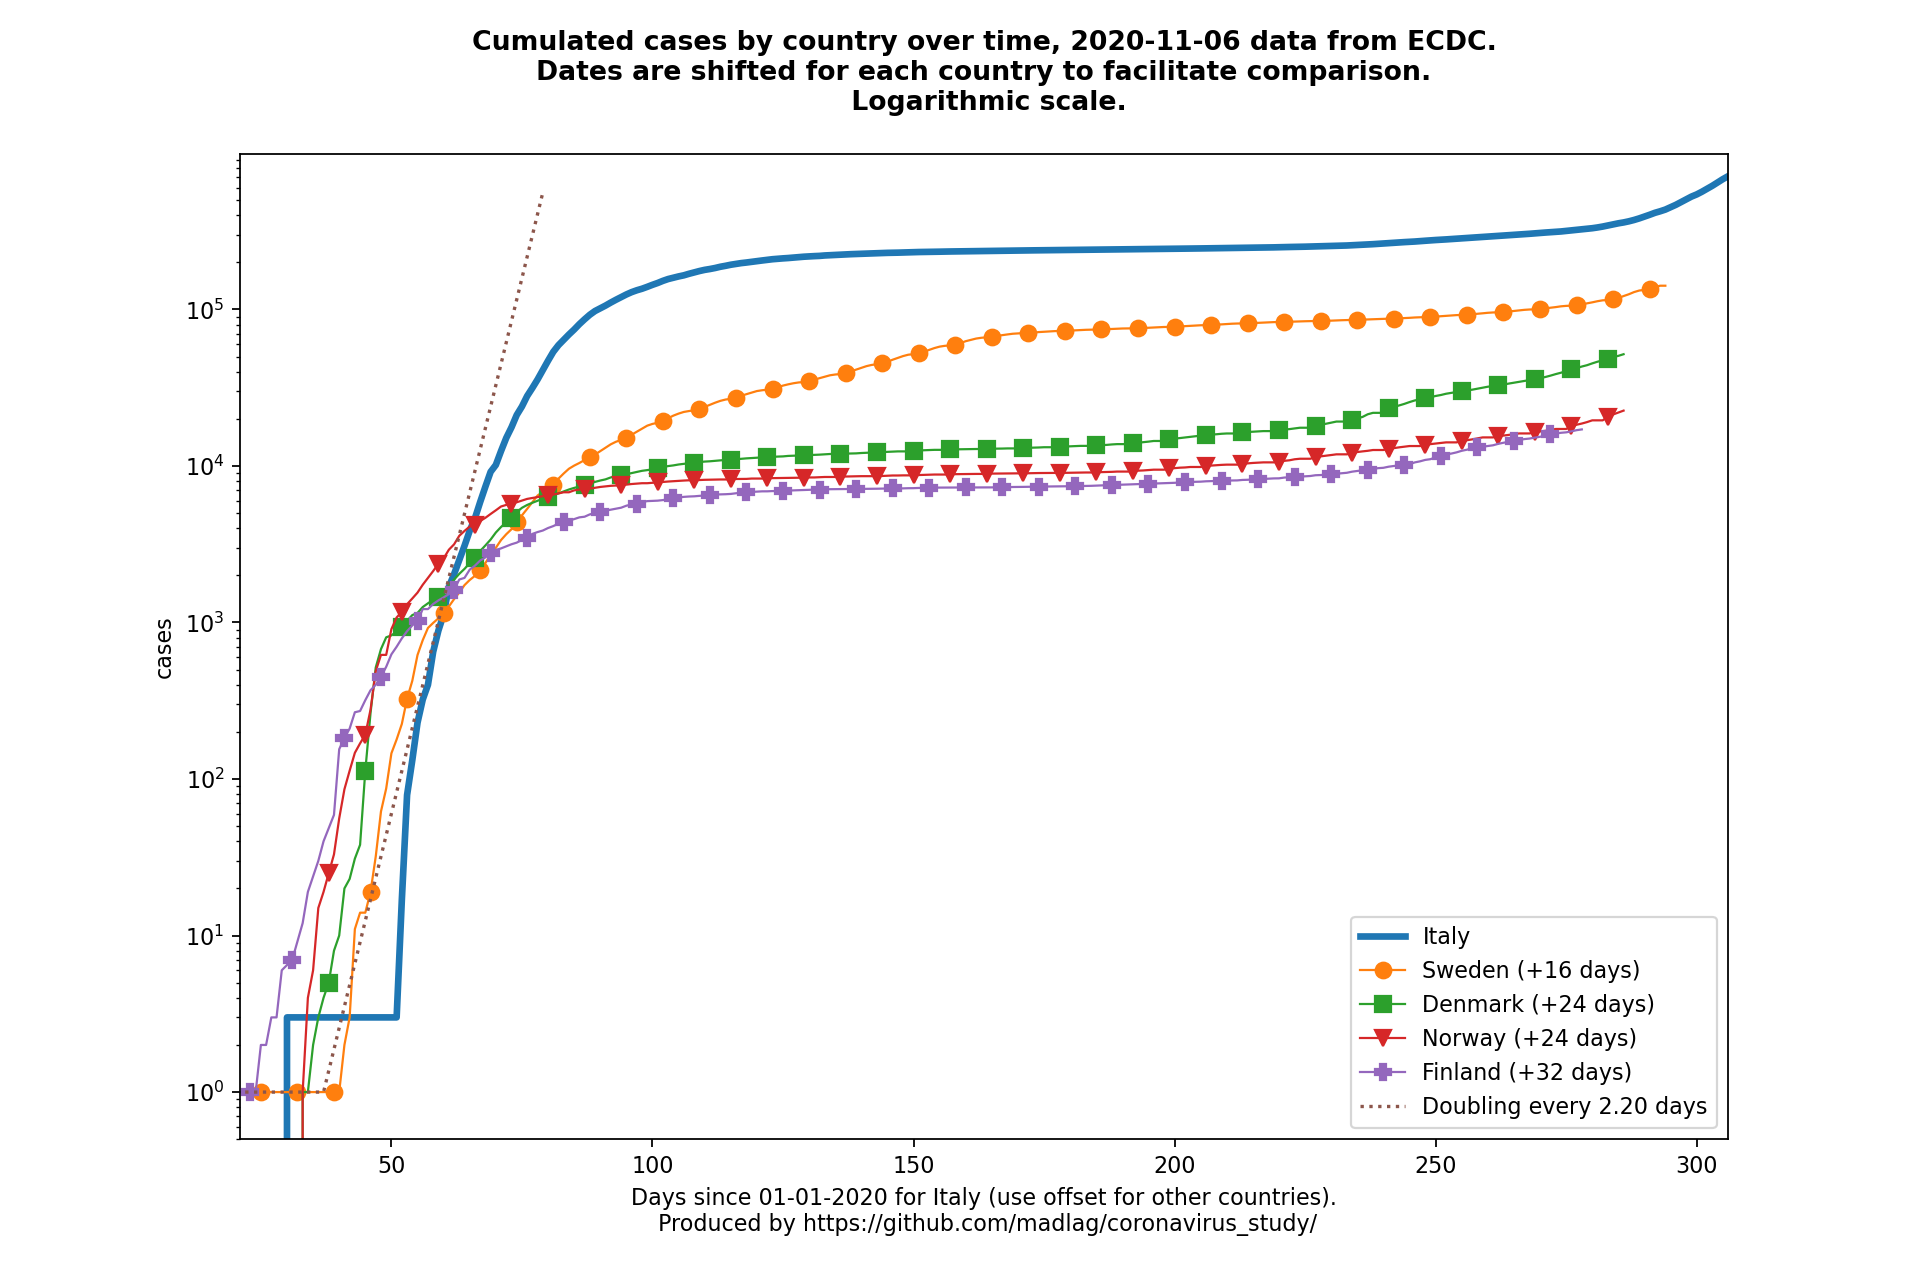 Cumulated cases by country over time, 2020-11-06 data from ECDC.
Dates are shifted for each country to facilitate comparison.
Logarithmic scale.
cases
10^5
10^4
10^3
10^2
10^1
10^0
50 100 150 200 250 300
Italy
Sweden (+16 days)
Denmark (+24 days)
Norway (+24 days)
Finland (+32 days)
Doubling every 2.20 days
Days since 01-01-2020 for Italy (use offset for other countries).
Produced by https://github.com/madlag/coronavirus_study/